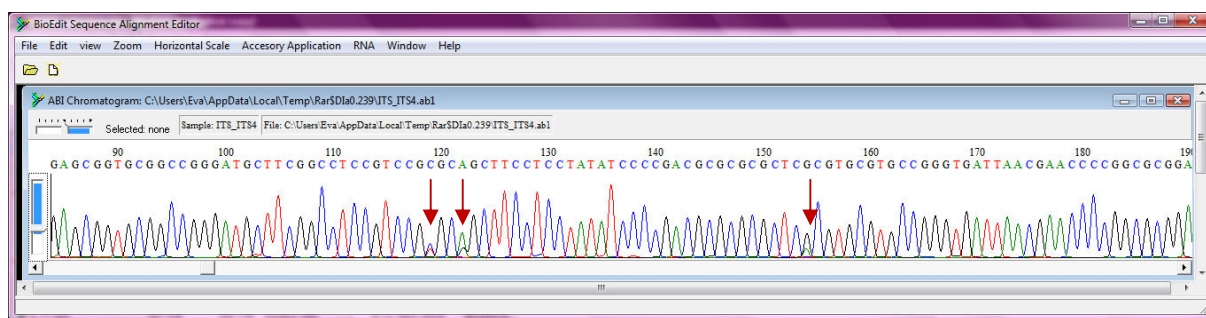 BioEdit Sequence Alignment Editor
File Edit view Zoom Horizontal Scale Accesory Application RNA Window Help
ABI Chromatogram: C:\Users\Eva\AppData\Local\Temp\Rar$DIa0.239\ITS_ITS4.ab1
Selected: none Sample: ITS_ITS4 File: C:\Users\Eva\AppData\Local\Temp\Rar$DIa0.239\ITS_ITS4.ab1
90 100 110 120 130 140 150 160 170 180 19
GAGCGGTGCGGCCGGGATGCTTCGGCCTCCGTCCGCGCAGCTTCCTCCTATATCCCCGACGCGCGCGCTCGCGTGCGTGCCGGGTGATTAACGAACCCCGGCGCGGA